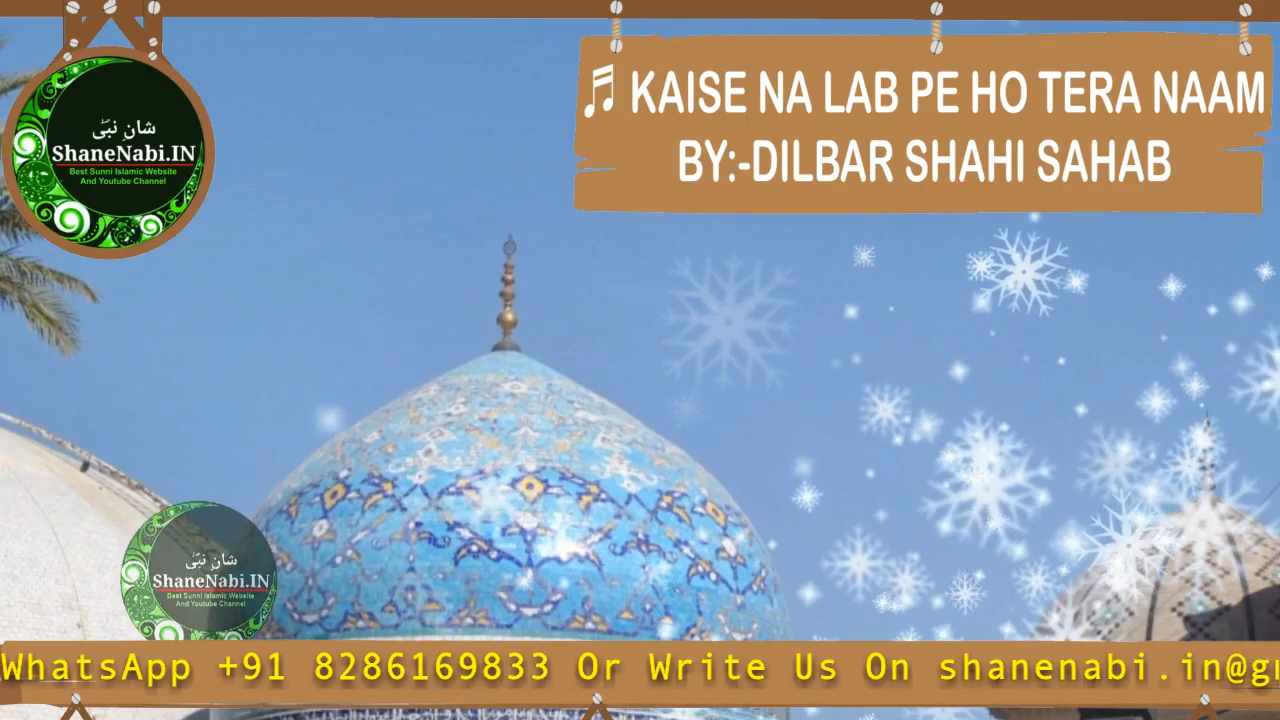 ♫ KAISE NA LAB PE HO TERA NAAM
BY:-DILBAR SHAHI SAHAB
شانِ نبیؐ
ShaneNabi.IN
Best Sunni Islamic Website
And Youtube Channel
شانِ نبیؐ
ShaneNabi.IN
Best Sunni Islamic Website
And Youtube Channel
WhatsApp +91 8286169833 Or Write Us On shanenabi.in@g